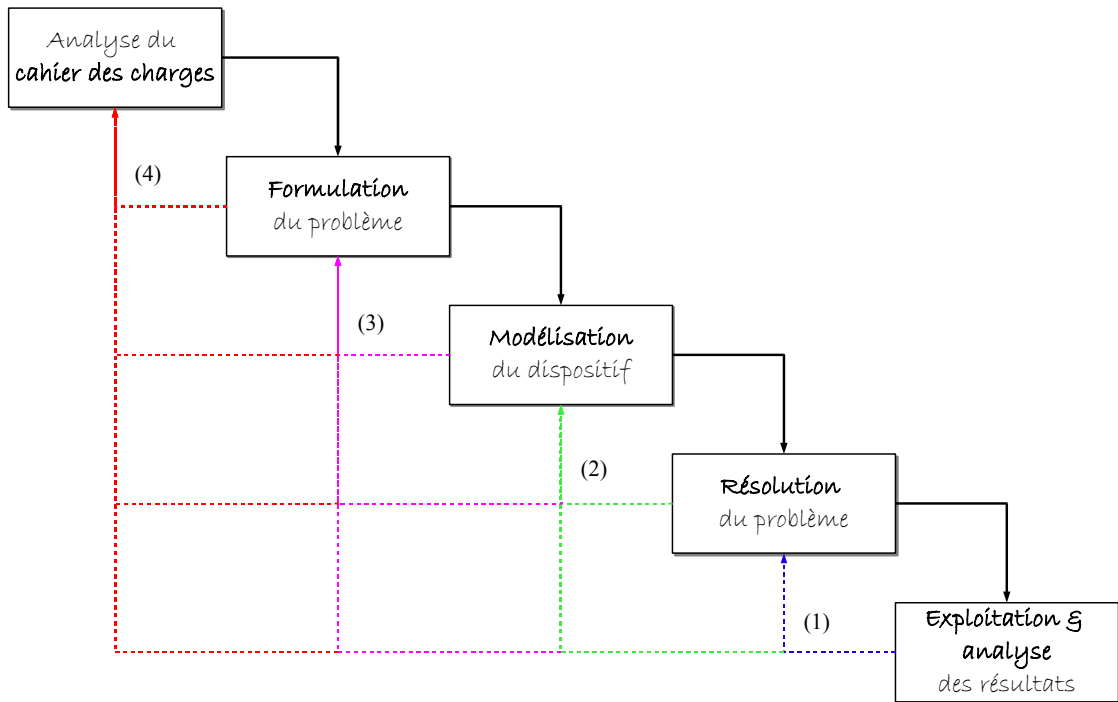 Analyse du
cahier des charges
(4)
Formulation
du problème
(3)
Modélisation
du dispositif
(2)
Résolution
du problème
(1)
Exploitation &
analyse
des résultats